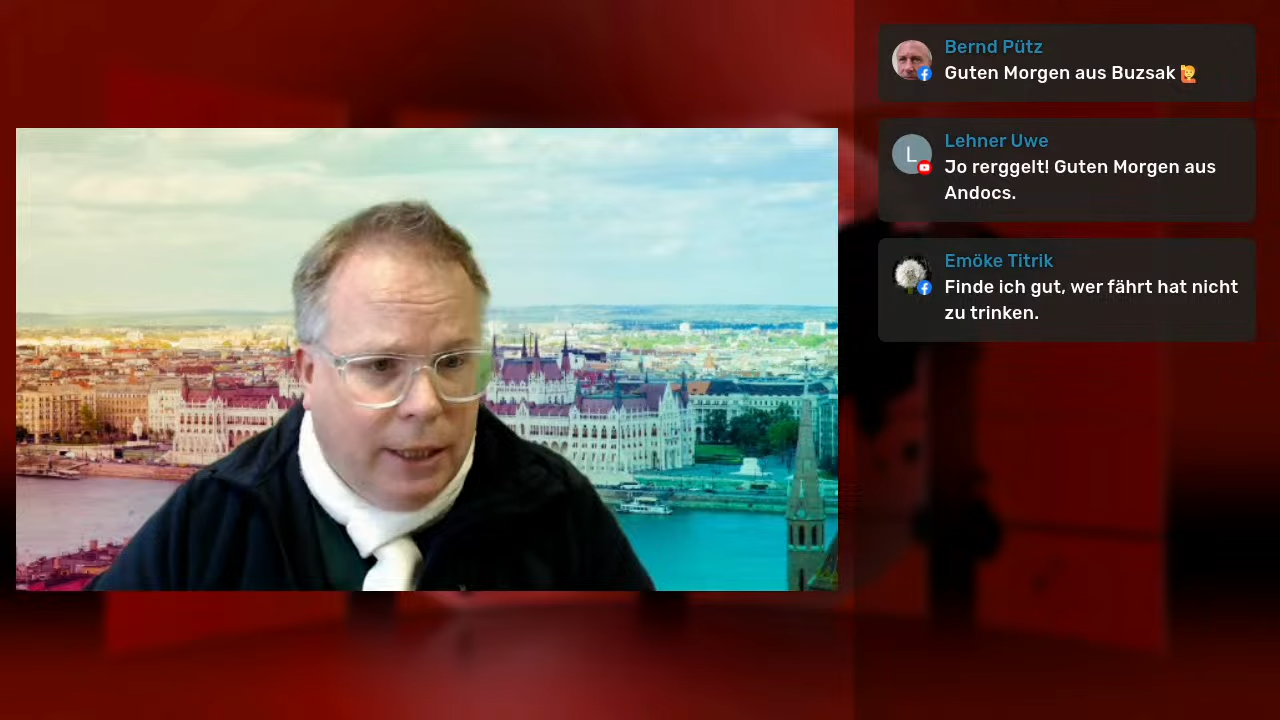 Bernd Pütz
Guten Morgen aus Buzsak 🙋
Lehner Uwe
L
Jo rerggelt! Guten Morgen aus
Andocs.
Emöke Titrik
Finde ich gut, wer fährt hat nicht
zu trinken.